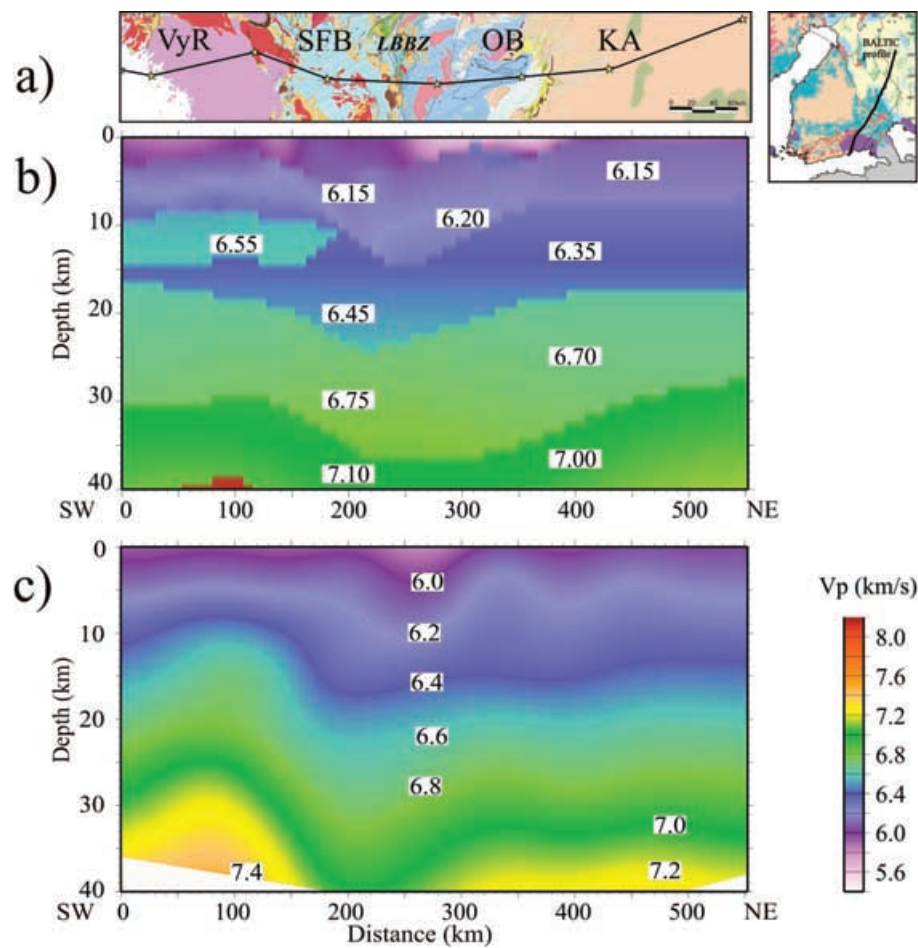 a)
VyR SFB LBBZ OB KA
BALTIC
profile
b)
0
10
20
30
40
Depth (km)
6.15 6.15
6.20
6.55 6.35
6.45
6.70
6.75
7.10 7.00
SW 0 100 200 300 400 500 NE
c)
0
10
20
30
40
Depth (km)
6.0
6.2
6.4
6.6
6.8
7.0
7.4 7.2
SW 0 100 200 300 400 500 NE
Distance (km)
Vp (km/s)
8.0
7.6
7.2
6.8
6.4
6.0
5.6